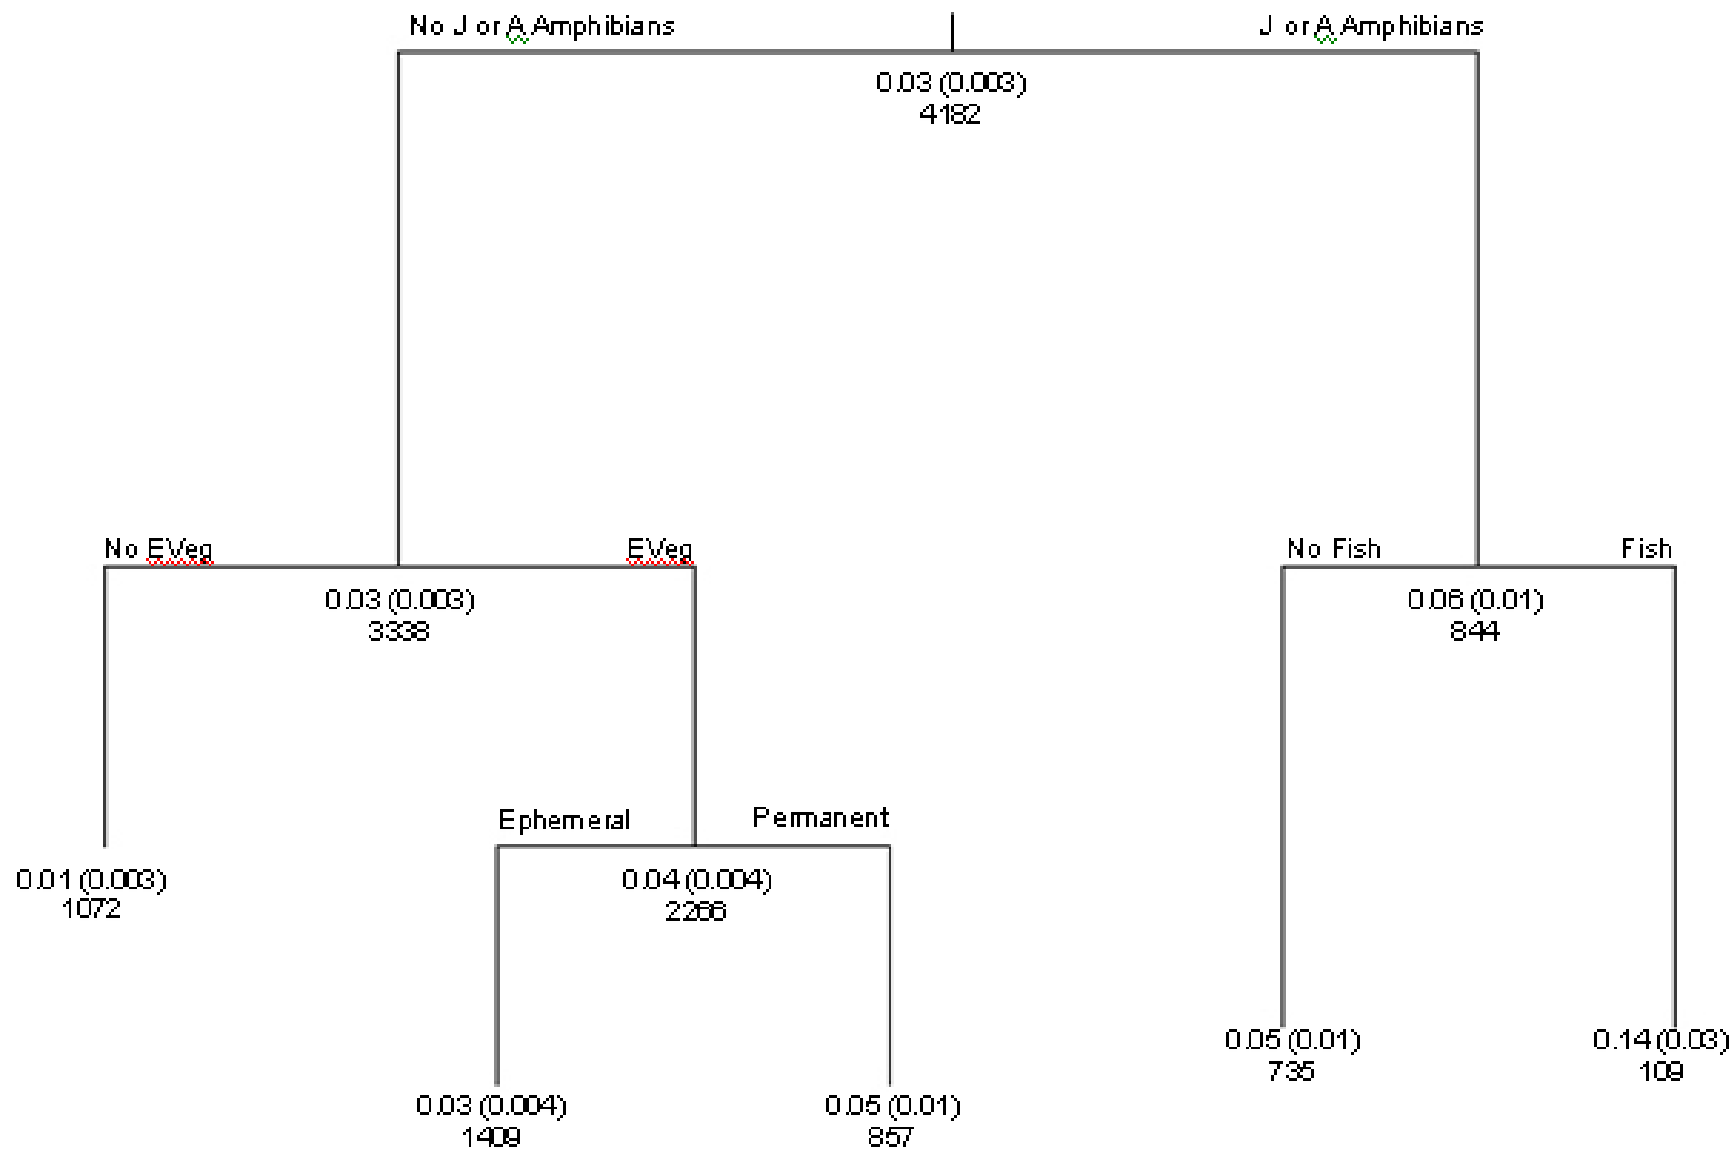 No J or A Amphibians
J or A Amphibians
0.03 (0.003)
4182
No EVeg
EVeg
No Fish
Fish
0.03 (0.003)
3338
0.06 (0.01)
844
Ephemeral
Permanent
0.01 (0.003)
1072
0.04 (0.004)
2266
0.05 (0.01)
735
0.14 (0.03)
109
0.03 (0.004)
1409
0.05 (0.01)
857